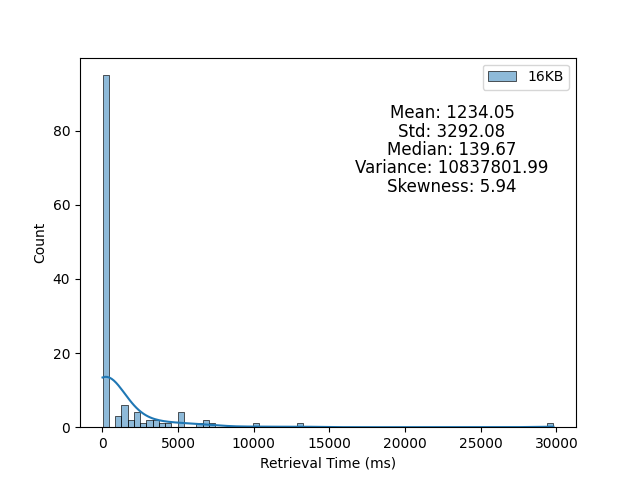 16KB
Mean: 1234.05
Std: 3292.08
Median: 139.67
Variance: 10837801.99
Skewness: 5.94
80
60
40
20
0
Count
0 5000 10000 15000 20000 25000 30000
Retrieval Time (ms)